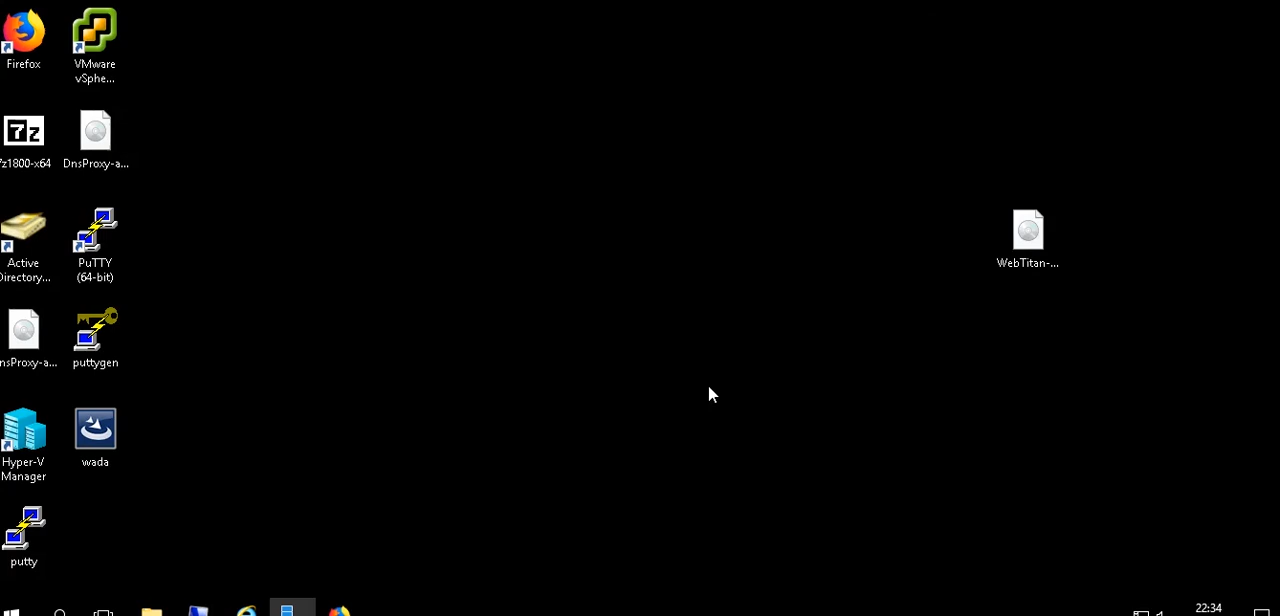 Firefox
VMware
vSphe...
7z
7z1800-x64
DnsProxy-a...
Active
Directory...
PuTTY
(64-bit)
WebTitan-...
nsProxy-a...
puttygen
Hyper-V
Manager
wada
putty
22:34